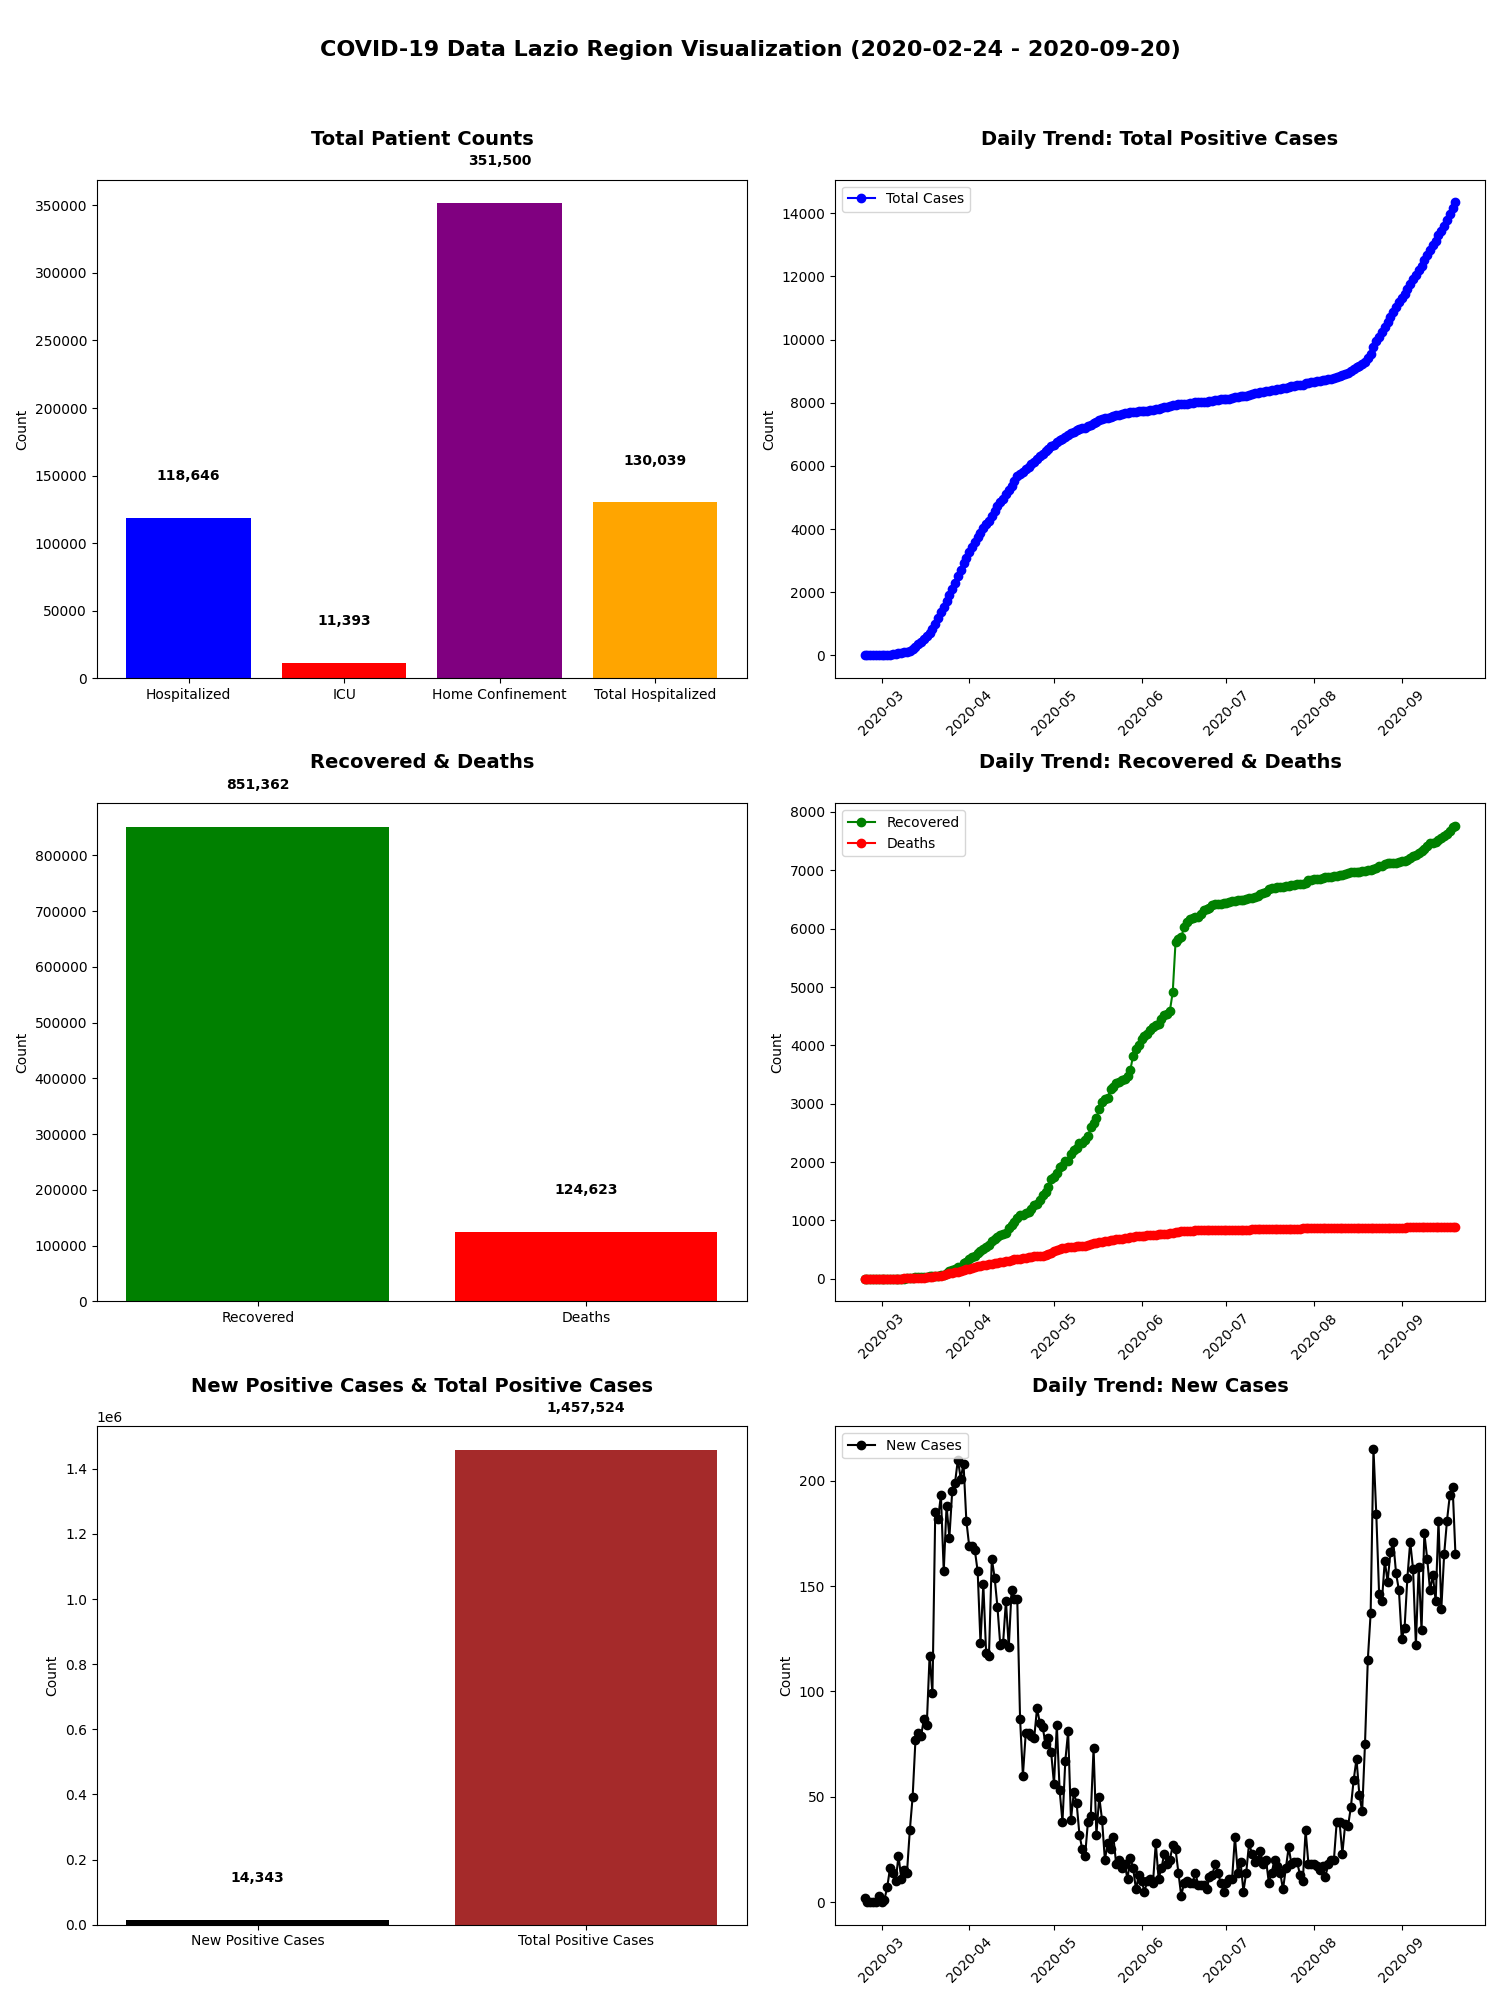 COVID-19 Data Lazio Region Visualization (2020-02-24 - 2020-09-20)
Total Patient Counts
351,500
118,646
11,393
130,039
Count
350000
300000
250000
200000
150000
100000
50000
0
Hospitalized ICU Home Confinement Total Hospitalized
Daily Trend: Total Positive Cases
Total Cases
Count
14000
12000
10000
8000
6000
4000
2000
0
2020-03 2020-04 2020-05 2020-06 2020-07 2020-08 2020-09
Recovered & Deaths
851,362
124,623
Count
800000
700000
600000
500000
400000
300000
200000
100000
0
Recovered Deaths
Daily Trend: Recovered & Deaths
Recovered
Deaths
Count
8000
7000
6000
5000
4000
3000
2000
1000
0
2020-03 2020-04 2020-05 2020-06 2020-07 2020-08 2020-09
New Positive Cases & Total Positive Cases
1e6
1,457,524
14,343
Count
1.4
1.2
1.0
0.8
0.6
0.4
0.2
0.0
New Positive Cases Total Positive Cases
Daily Trend: New Cases
New Cases
Count
200
150
100
50
0
2020-03 2020-04 2020-05 2020-06 2020-07 2020-08 2020-09